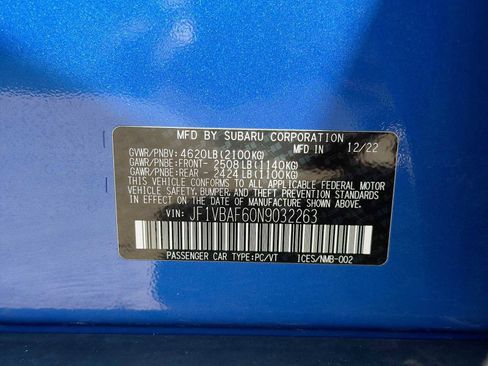 MFD BY SUBARU CORPORATION
GVWR/PNBV: 4620LB(2100KG) MFD IN 12/22
GAWR/PNBE:FRONT- 2508LB(1140KG)
GAWR/PNBE:REAR - 2424LB(1100KG)
THIS VEHICLE CONFORMS TO ALL APPLICABLE FEDERAL MOTOR
VEHICLE SAFETY, BUMPER, AND THEFT PREVENTION STANDARDS
IN EFFECT ON THE DATE OF MANUFACTURE SHOWN ABOVE.
VIN: JF1VBAF60N9032263
PASSENGER CAR TYPE:PC/VT ICES/NMB-002